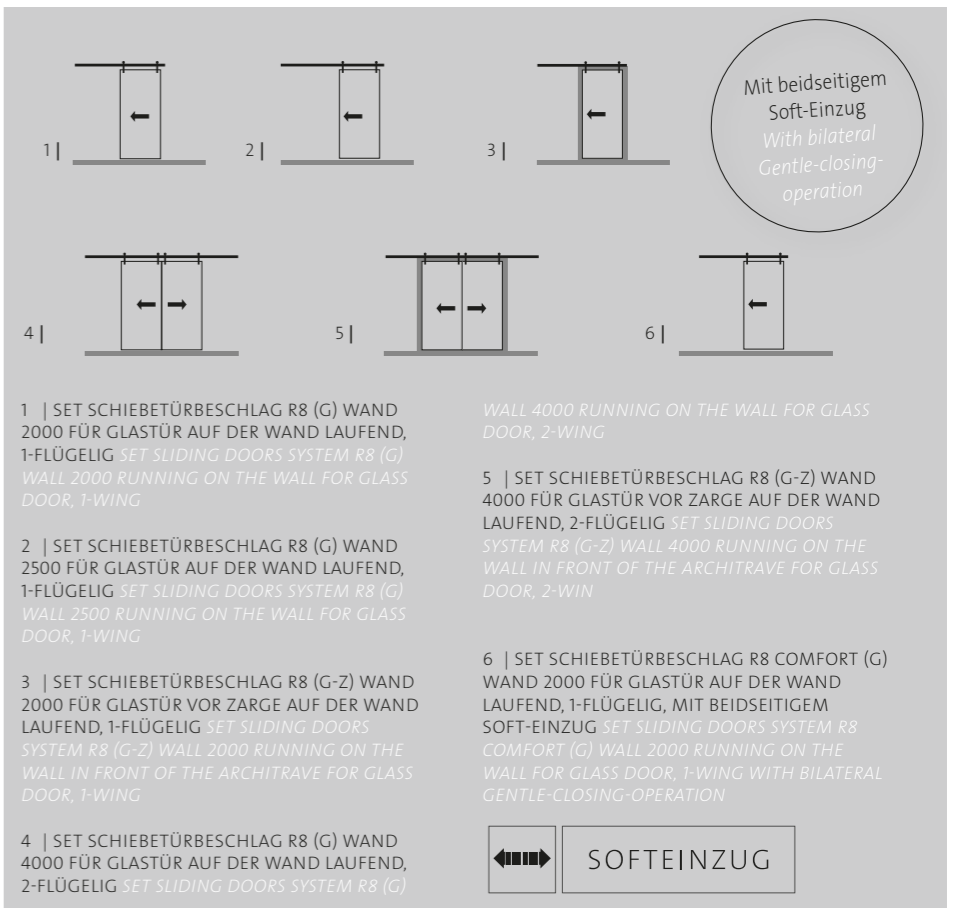 1 |
2 |
3 |
Mit beidseitigem
Soft-Einzug
With bilateral
Gentle-closing-
operation
4 |
5 |
6 |
1 | SET SCHIEBETÜRBESCHLAG R8 (G) WAND
2000 FÜR GLASTÜR AUF DER WAND LAUFEND,
1-FLÜGELIG SET SLIDING DOORS SYSTEM R8 (G)
WALL 2000 RUNNING ON THE WALL FOR GLASS
DOOR, 1-WING
2 | SET SCHIEBETÜRBESCHLAG R8 (G) WAND
2500 FÜR GLASTÜR AUF DER WAND LAUFEND,
1-FLÜGELIG SET SLIDING DOORS SYSTEM R8 (G)
WALL 2500 RUNNING ON THE WALL FOR GLASS
DOOR, 1-WING
3 | SET SCHIEBETÜRBESCHLAG R8 (G-Z) WAND
2000 FÜR GLASTÜR VOR ZARGE AUF DER WAND
LAUFEND, 1-FLÜGELIG SET SLIDING DOORS
SYSTEM R8 (G-Z) WALL 2000 RUNNING ON THE
WALL IN FRONT OF THE ARCHITRAVE FOR GLASS
DOOR, 1-WING
4 | SET SCHIEBETÜRBESCHLAG R8 (G) WAND
4000 FÜR GLASTÜR AUF DER WAND LAUFEND,
2-FLÜGELIG SET SLIDING DOORS SYSTEM R8 (G)
WALL 4000 RUNNING ON THE WALL FOR GLASS
DOOR, 2-WING
5 | SET SCHIEBETÜRBESCHLAG R8 (G-Z) WAND
4000 FÜR GLASTÜR VOR ZARGE AUF DER WAND
LAUFEND, 2-FLÜGELIG SET SLIDING DOORS
SYSTEM R8 (G-Z) WALL 4000 RUNNING ON THE
WALL IN FRONT OF THE ARCHITRAVE FOR GLASS
DOOR, 2-WIN
6 | SET SCHIEBETÜRBESCHLAG R8 COMFORT (G)
WAND 2000 FÜR GLASTÜR AUF DER WAND
LAUFEND, 1-FLÜGELIG, MIT BEIDSEITIGEM
SOFT-EINZUG SET SLIDING DOORS SYSTEM R8
COMFORT (G) WALL 2000 RUNNING ON THE
WALL FOR GLASS DOOR, 1-WING WITH BILATERAL
GENTLE-CLOSING-OPERATION
SOFTEINZUG